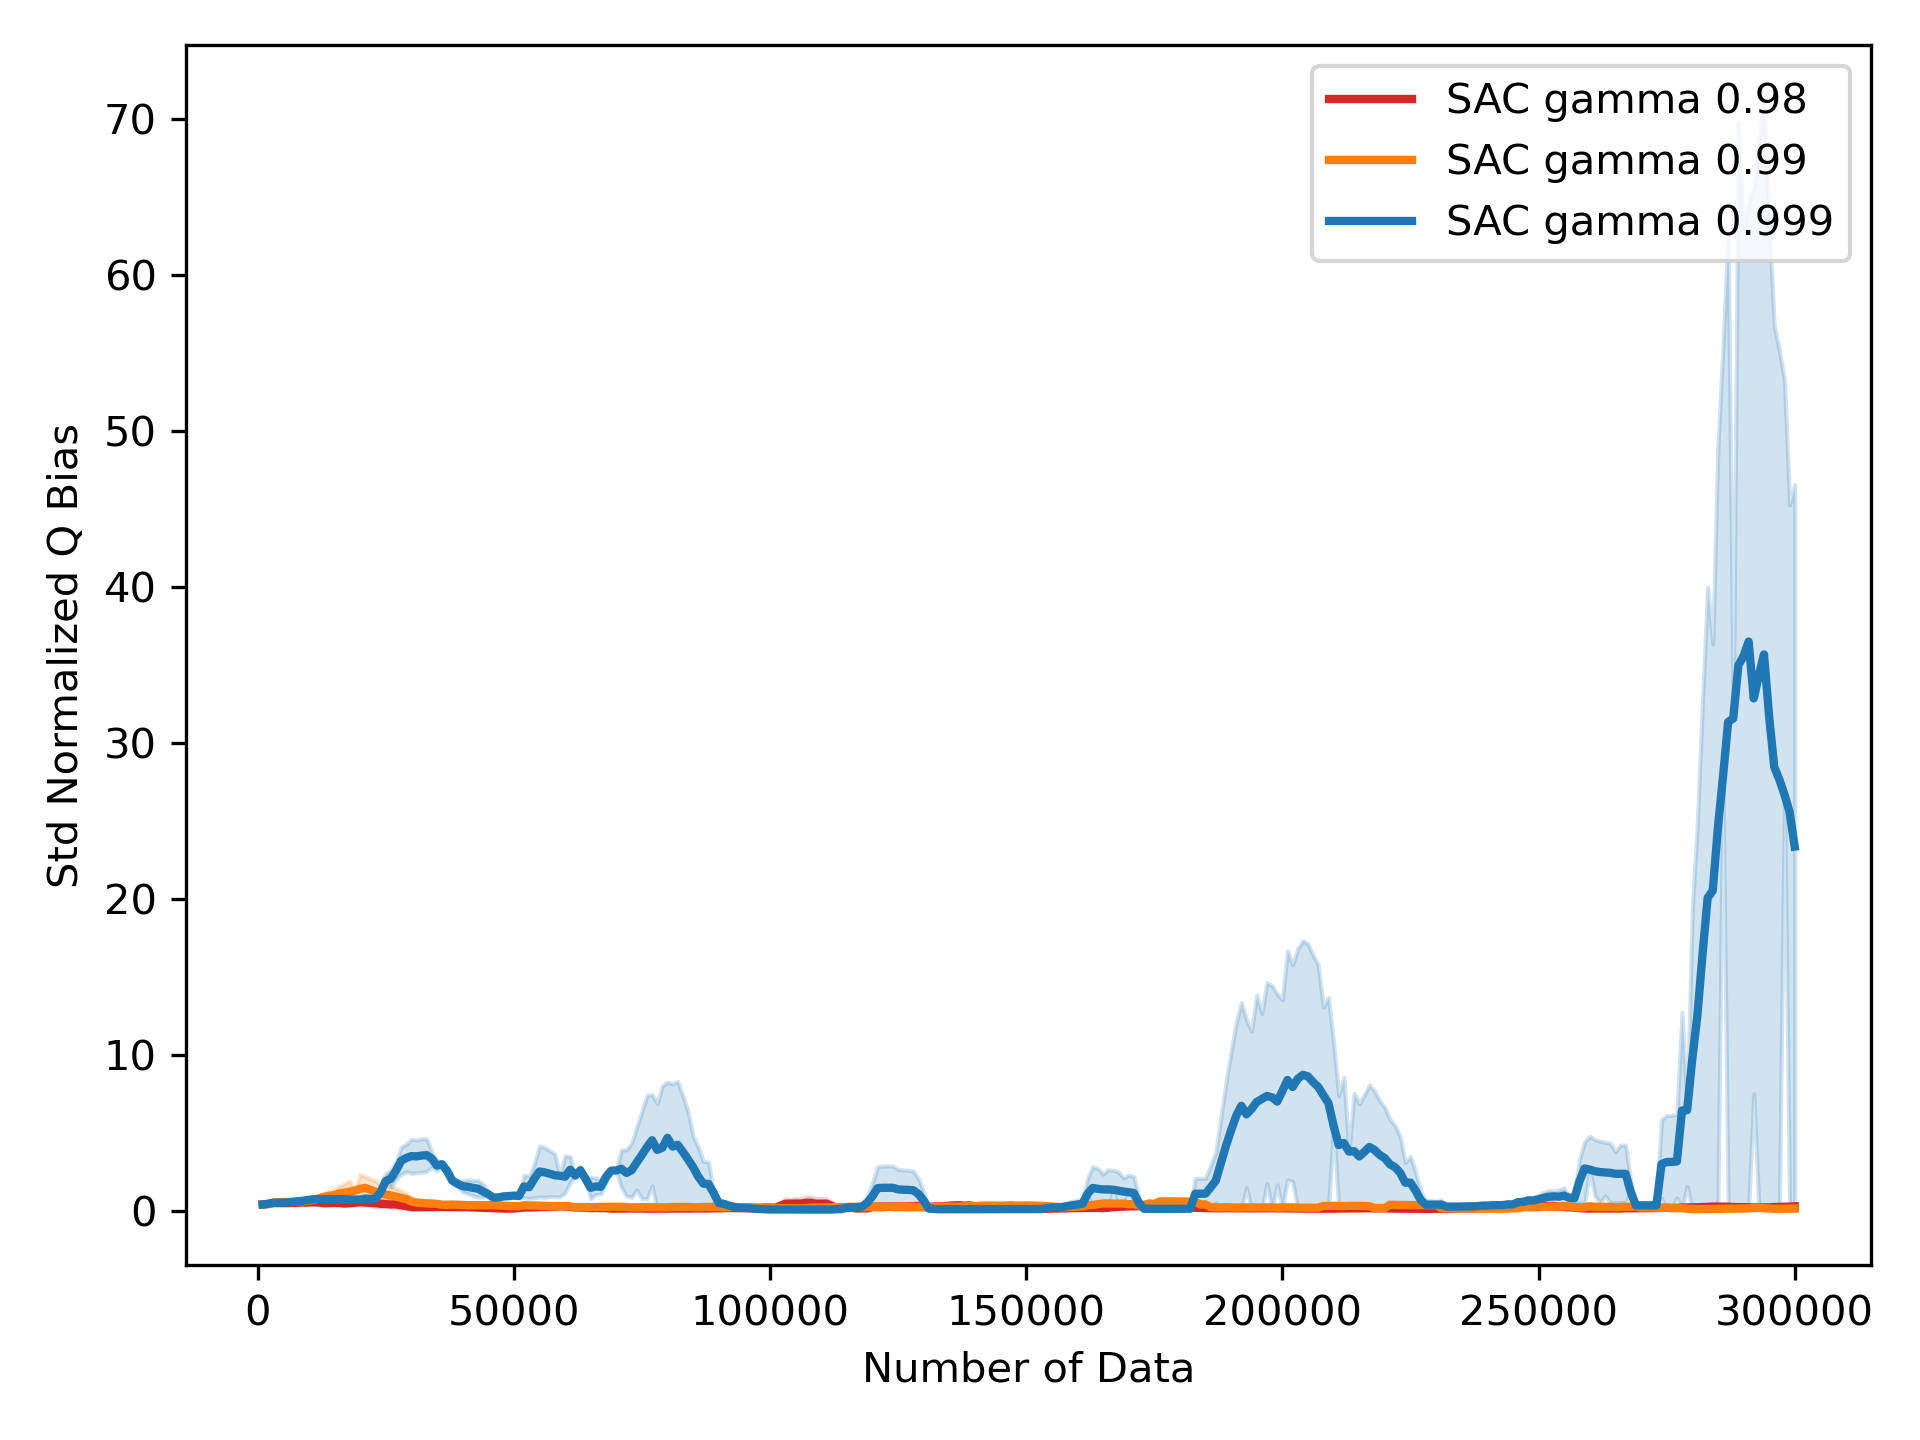 SAC gamma 0.98
SAC gamma 0.99
SAC gamma 0.999
70
60
50
40
30
20
10
0
Std Normalized Q Bias
0 50000 100000 150000 200000 250000 300000
Number of Data